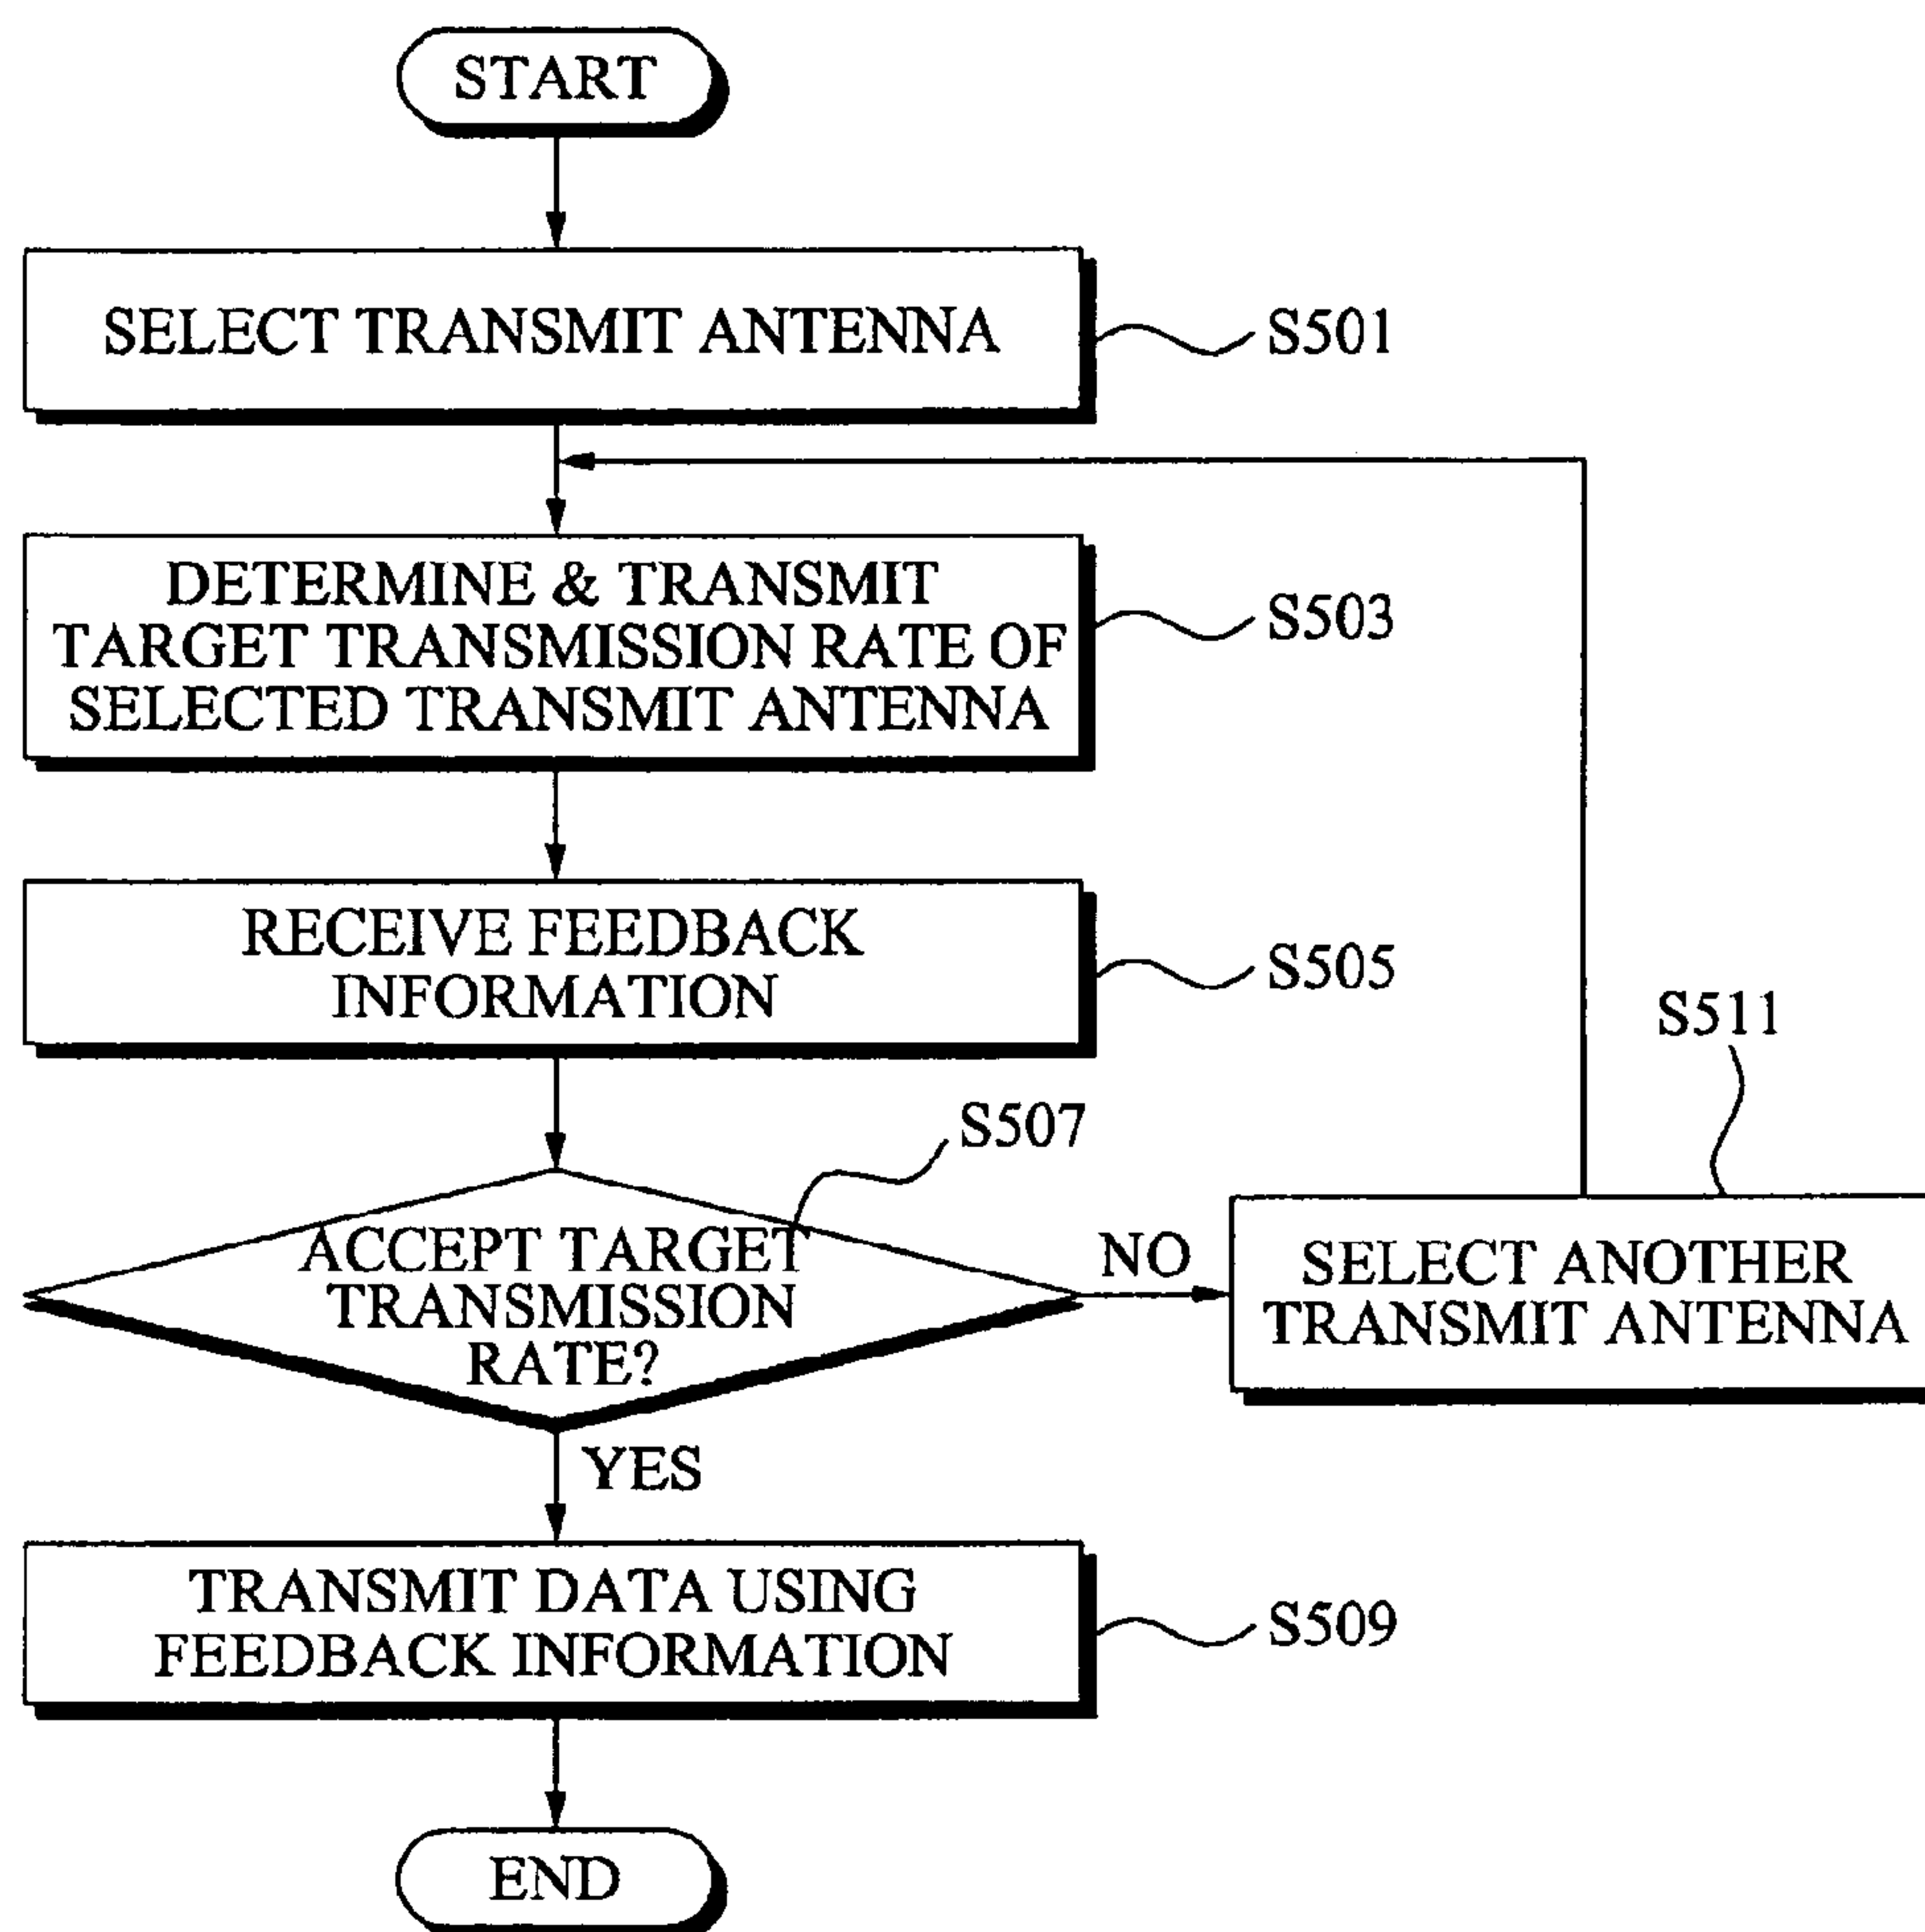 START
SELECT TRANSMIT ANTENNA
S501
DETERMINE & TRANSMIT
TARGET TRANSMISSION RATE OF
SELECTED TRANSMIT ANTENNA
S503
RECEIVE FEEDBACK
INFORMATION
S505
S507
ACCEPT TARGET
TRANSMISSION
RATE?
NO
S511
SELECT ANOTHER
TRANSMIT ANTENNA
YES
TRANSMIT DATA USING
FEEDBACK INFORMATION
S509
END